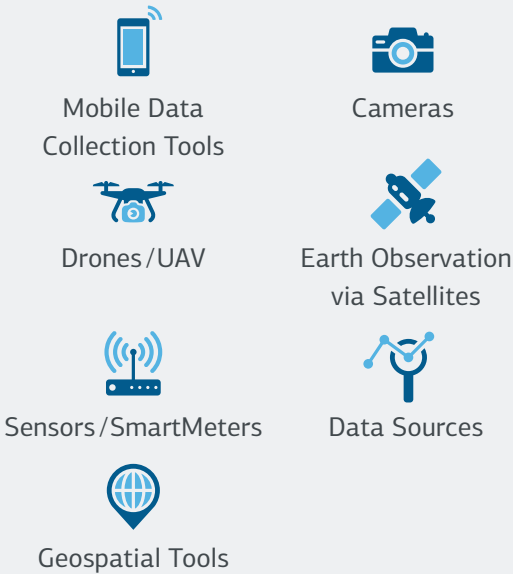 Mobile Data
Collection Tools
Cameras
Drones/UAV
Earth Observation
via Satellites
Sensors/SmartMeters
Data Sources
Geospatial Tools